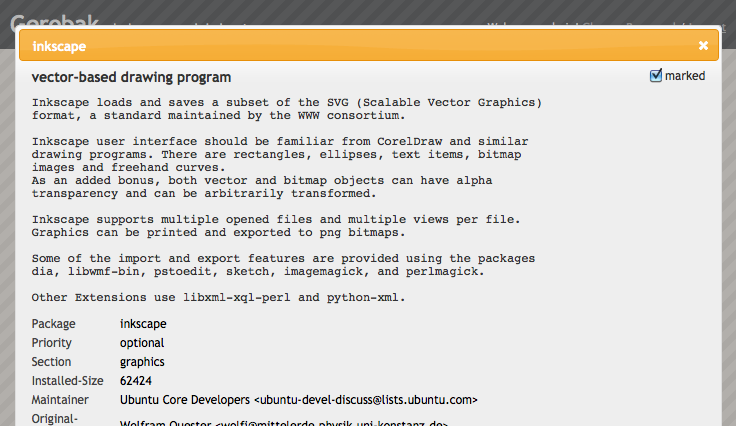 Gorobak
inkscape
vector-based drawing program
marked
Inkscape loads and saves a subset of the SVG (Scalable Vector Graphics)
format, a standard maintained by the WWW consortium.
Inkscape user interface should be familiar from CorelDraw and similar
drawing programs. There are rectangles, ellipses, text items, bitmap
images and freehand curves.
As an added bonus, both vector and bitmap objects can have alpha
transparency and can be arbitrarily transformed.
Inkscape supports multiple opened files and multiple views per file.
Graphics can be printed and exported to png bitmaps.
Some of the import and export features are provided using the packages
dia, libwmf-bin, pstoedit, sketch, imagemagick, and perlmagick.
Other Extensions use libxml-xql-perl and python-xml.
Package inkscape
Priority optional
Section graphics
Installed-Size 62424
Maintainer Ubuntu Core Developers <ubuntu-devel-discuss@lists.ubuntu.com>
Original-
Wolfram Quester <wolfi@mittelerde.physik.uni-konstanz.de>